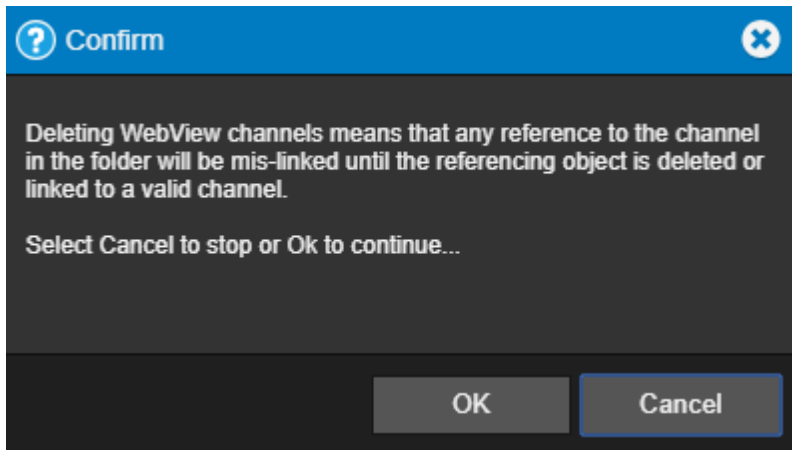 Confirm
Deleting WebView channels means that any reference to the channel
in the folder will be mis-linked until the referencing object is deleted or
linked to a valid channel.
Select Cancel to stop or Ok to continue...
OK
Cancel